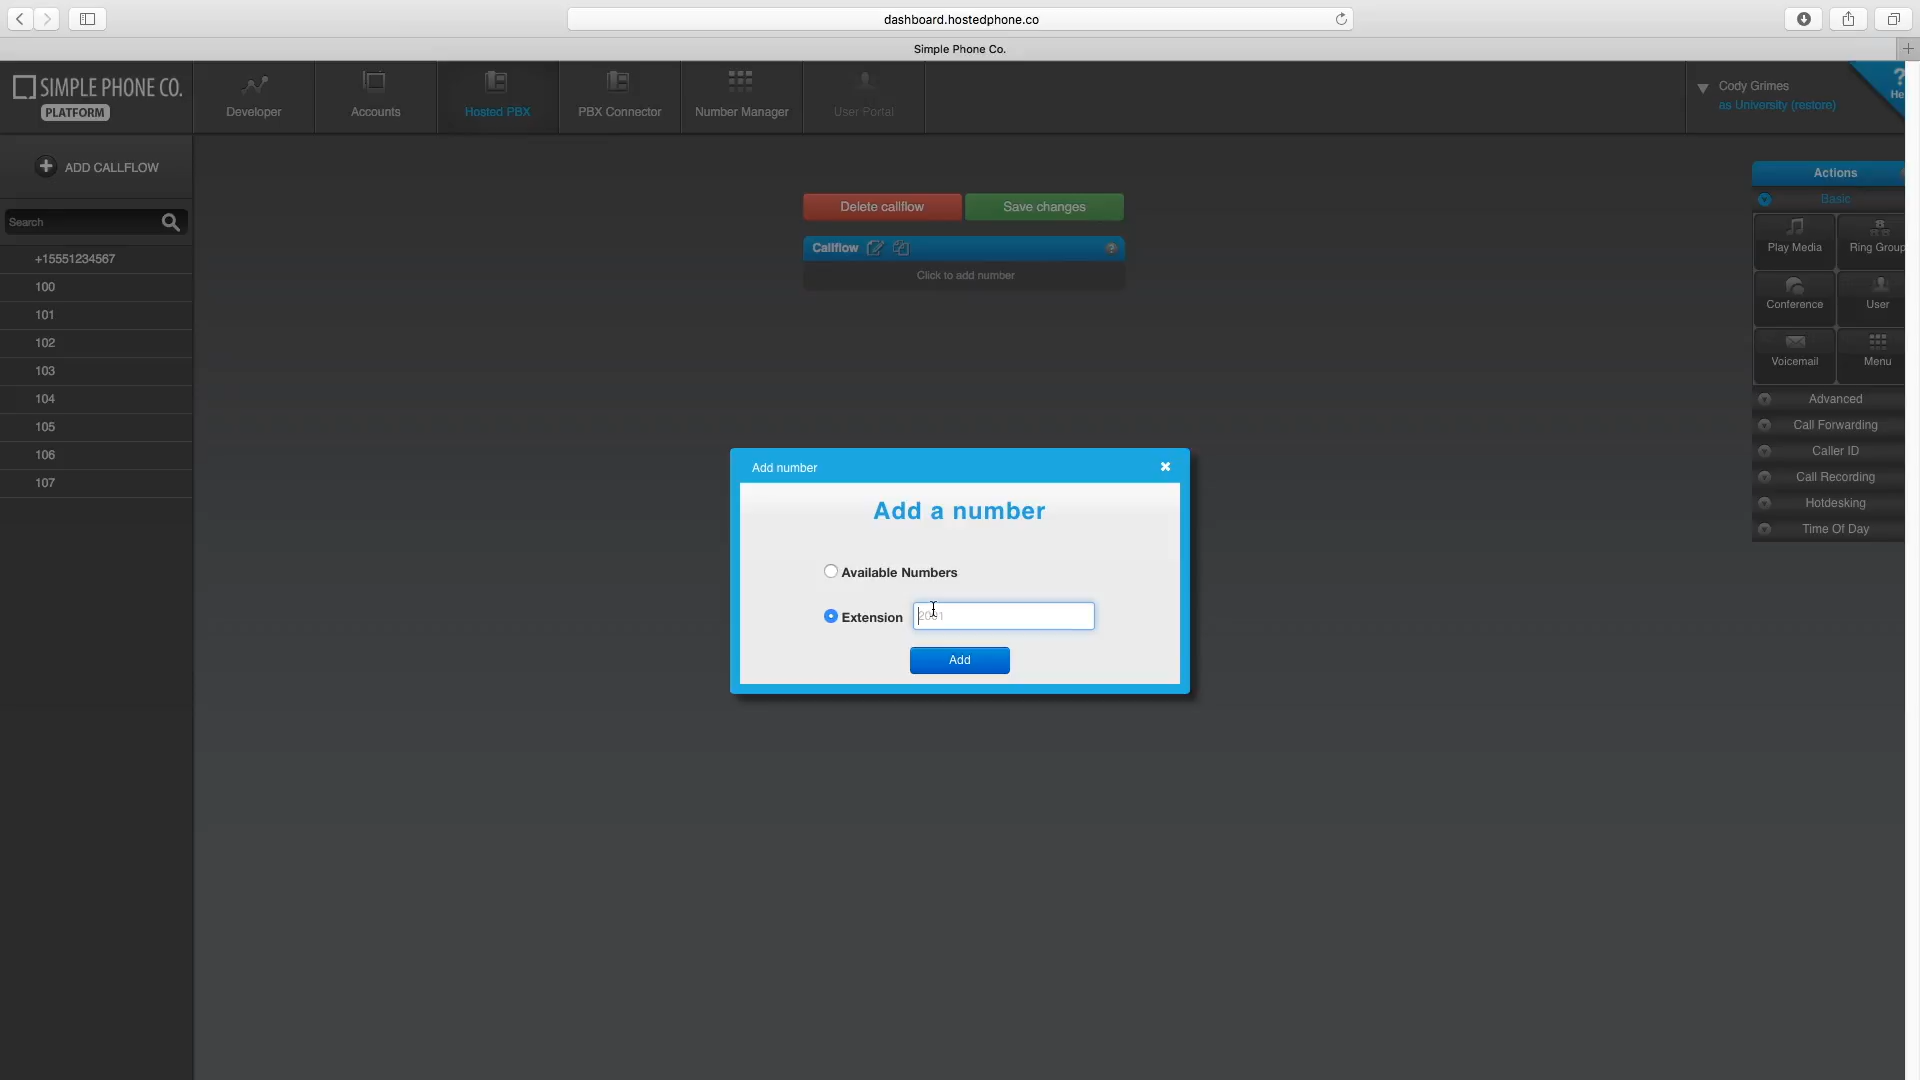 dashboard.hostedphone.co
Simple Phone Co.
SIMPLE PHONE CO.
PLATFORM
Developer
Accounts
Hosted PBX
PBX Connector
Number Manager
User Portal
Cody Grimes
as University (restore)
?
He
ADD CALLFLOW
Search
+15551234567
100
101
102
103
104
105
106
107
Delete callflow
Save changes
Callflow
?
Click to add number
Actions
Basic
Play Media
Ring Group
Conference
User
Voicemail
Menu
Advanced
Call Forwarding
Caller ID
Call Recording
Hotdesking
Time Of Day
Add number
Add a number
Available Numbers
Extension
Add